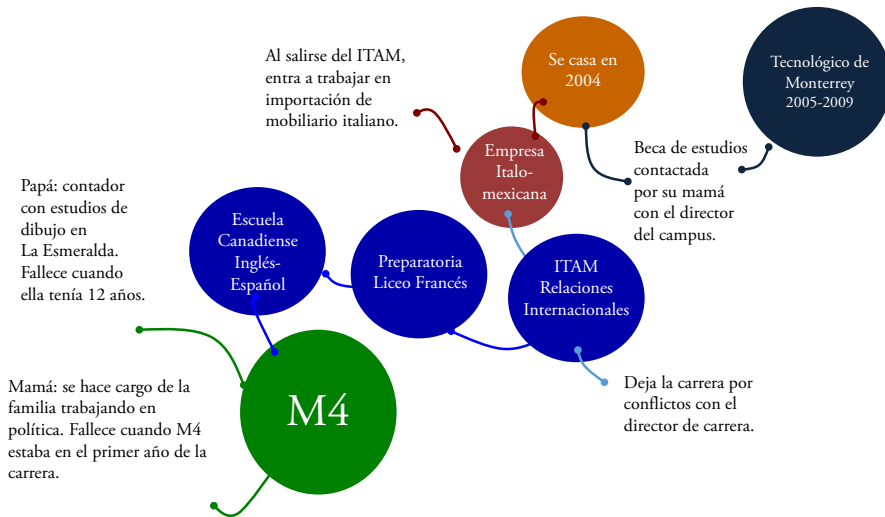 Al salirse del ITAM,
entra a trabajar en
importación de
mobiliario italiano.
Se casa en
2004
Tecnológico de
Monterrey
2005-2009
Empresa
Italo-
mexicana
Beca de estudios
contactada
por su mamá
con el director
del campus.
Papá: contador
con estudios de
dibujo en
La Esmeralda.
Fallece cuando
ella tenía 12 años.
Escuela
Canadiense
Inglés-
Español
Preparatoria
Liceo Francés
ITAM
Relaciones
Internacionales
Mamá: se hace cargo de la
familia trabajando en
política. Fallece cuando M4
estaba en el primer año de la
carrera.
M4
Deja la carrera por
conflictos con el
director de carrera.